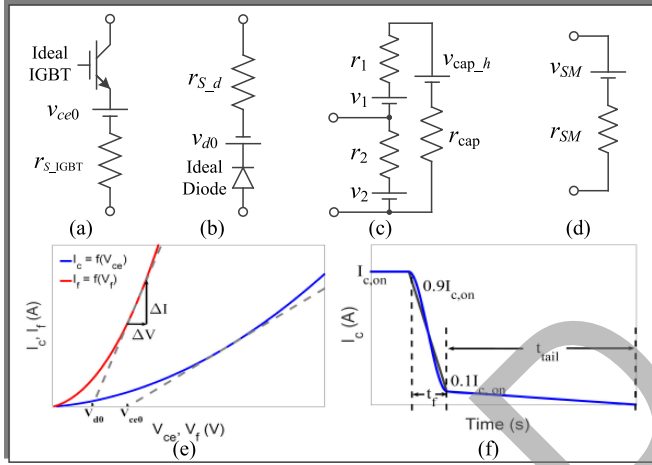 Ideal
IGBT
v_ce0
r_S_IGBT
(a)
r_S_d
v_d0
Ideal
Diode
(b)
r_1
v_1
r_2
v_2
v_cap_h
r_cap
(c)
v_SM
r_SM
(d)
I_c = f(V_ce)
I_f = f(V_f)
ΔI
ΔV
I_c, I_f (A)
V_d0
V_ce0
V_ce, V_f (V)
(e)
I_c,on
0.9I_c,on
t_tail
0.1I_c,on
t_f
I_c (A)
Time (s)
(f)